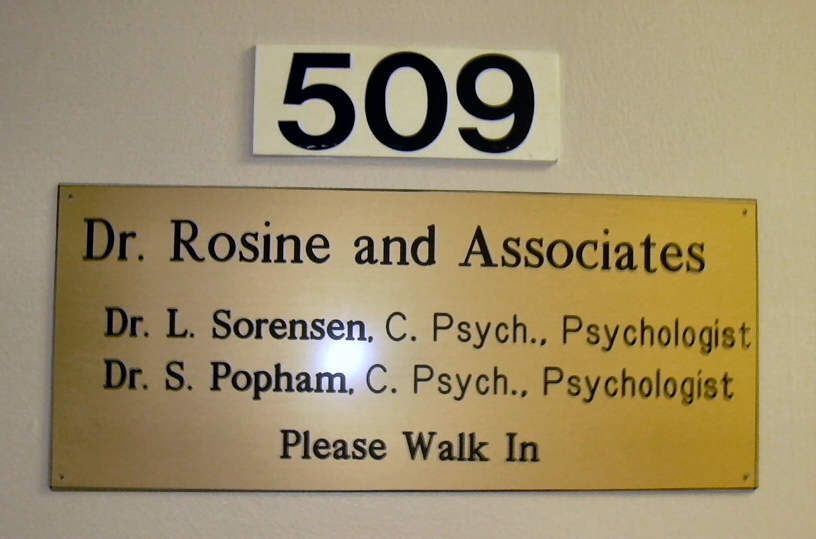 509
Dr. Rosine and Associates
Dr. L. Sorensen, C. Psych., Psychologist
Dr. S. Popham, C. Psych., Psychologist
Please Walk In